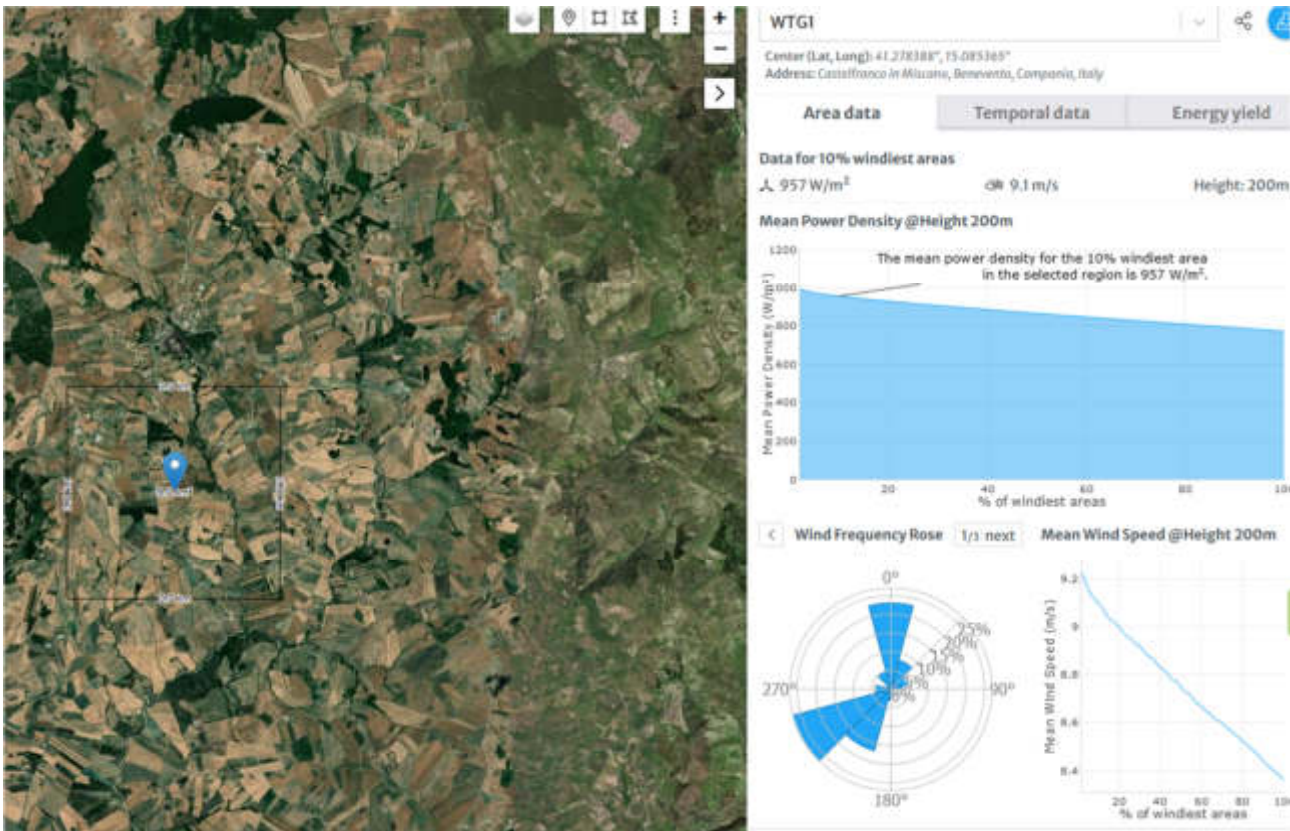 WTG1
Center (Lat, Long): 41.278388°, 15.085365°
Address: Castelfranco in Miscano, Benevento, Campania, Italy
Area data
Temporal data
Energy yield
Data for 10% windiest areas
957 W/m²
9.1 m/s
Height: 200m
Mean Power Density @Height 200m
The mean power density for the 10% windiest area
in the selected region is 957 W/m².
Mean Power Density (W/m²)
1200
1000
800
600
400
200
0
20
40
60
80
% of windiest areas
Wind Frequency Rose
1/3 next
0°
25%
20%
15%
10%
270°
90°
180°
Mean Wind Speed @Height 200m
Mean Wind Speed (m/s)
9.2
9
8.8
8.6
8.4
20
40
60
80
% of windiest areas